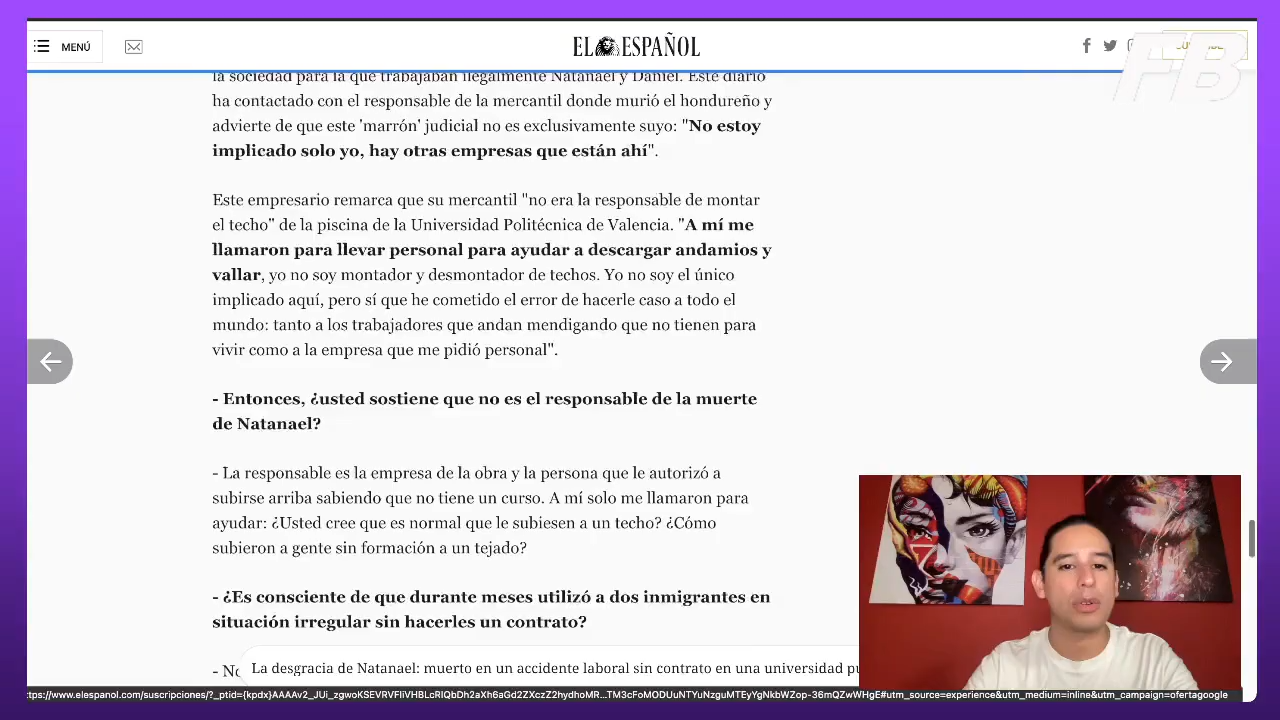 MENÚ
EL ESPAÑOL
FB
la sociedad para la que trabajaban ilegalmente Natanael y Daniel. Este diario
ha contactado con el responsable de la mercantil donde murió el hondureño y
advierte de que este 'marrón' judicial no es exclusivamente suyo: "No estoy
implicado solo yo, hay otras empresas que están ahí".
Este empresario remarca que su mercantil "no era la responsable de montar
el techo" de la piscina de la Universidad Politécnica de Valencia. "A mí me
llamaron para llevar personal para ayudar a descargar andamios y
vallar, yo no soy montador y desmontador de techos. Yo no soy el único
implicado aquí, pero sí que he cometido el error de hacerle caso a todo el
mundo: tanto a los trabajadores que andan mendigando que no tienen para
vivir como a la empresa que me pidió personal".
- Entonces, ¿usted sostiene que no es el responsable de la muerte
de Natanael?
- La responsable es la empresa de la obra y la persona que le autorizó a
subirse arriba sabiendo que no tiene un curso. A mí solo me llamaron para
ayudar: ¿Usted cree que es normal que le subiesen a un techo? ¿Cómo
subieron a gente sin formación a un tejado?
- ¿Es consciente de que durante meses utilizó a dos inmigrantes en
situación irregular sin hacerles un contrato?
- No
La desgracia de Natanael: muerto en un accidente laboral sin contrato en una universidad